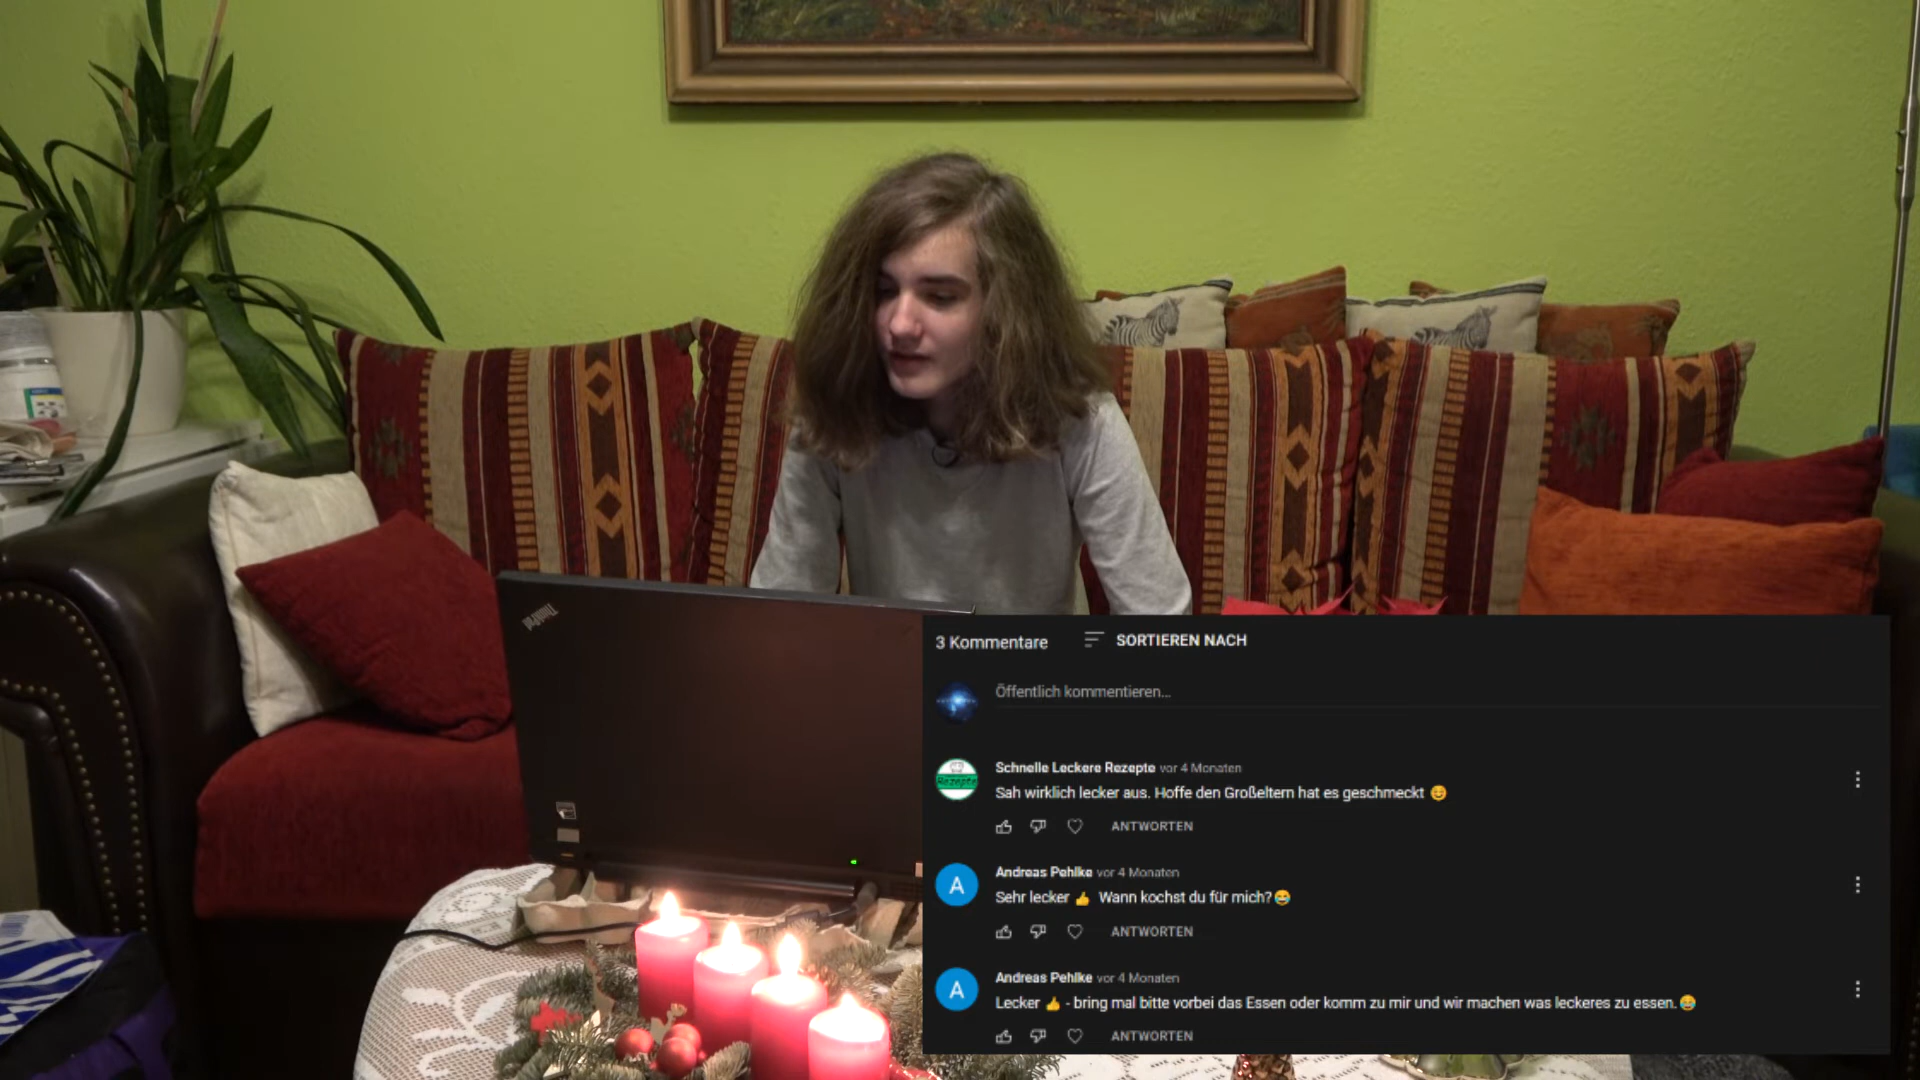 ThinkPad
3 Kommentare
SORTIEREN NACH
Öffentlich kommentieren...
Schnelle Leckere Rezepte vor 4 Monaten
Sah wirklich lecker aus. Hoffe den Großeltern hat es geschmeckt 😊
ANTWORTEN
A
Andreas Pehlke vor 4 Monaten
Sehr lecker 👍 Wann kochst du für mich?😂
ANTWORTEN
A
Andreas Pehlke vor 4 Monaten
Lecker 👍 - bring mal bitte vorbei das Essen oder komm zu mir und wir machen was leckeres zu essen.😂
ANTWORTEN